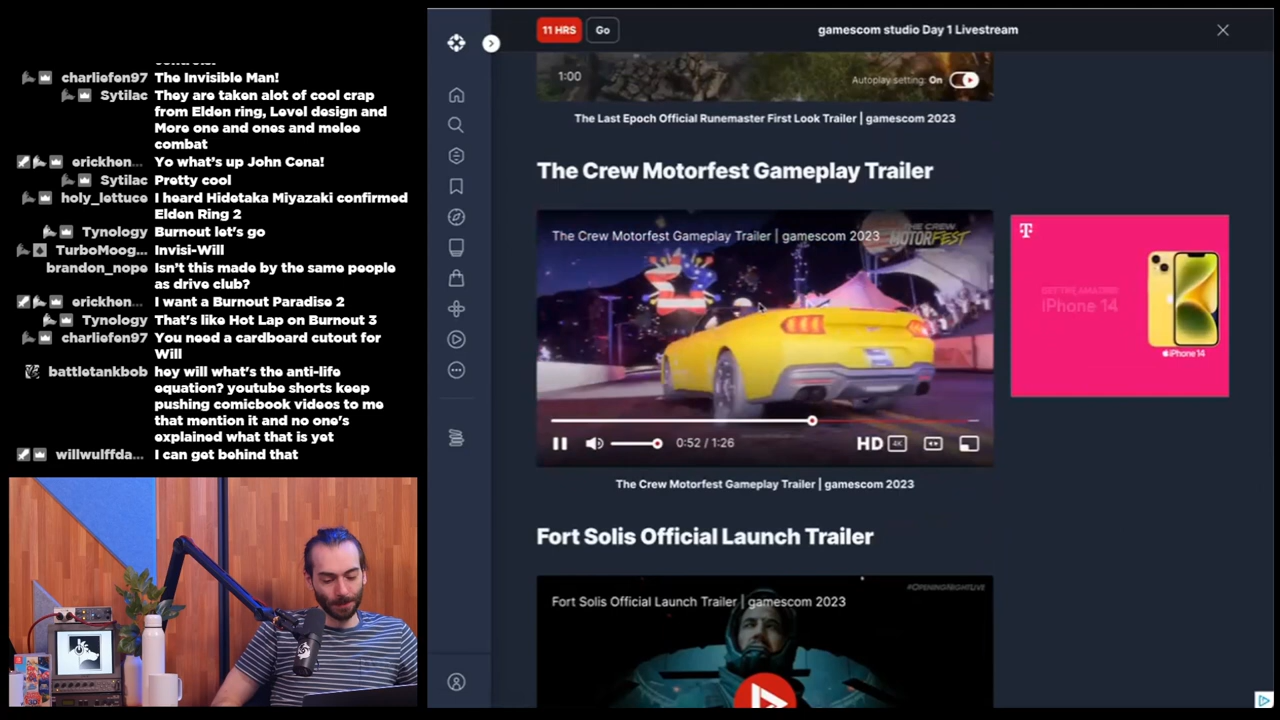 charliefen97 The Invisible Man!
Sytilac They are taken alot of cool crap
from Elden ring, Level design and
More one and ones and melee
combat
erickhen... Yo what's up John Cena!
Sytilac Pretty cool
holy_lettuce I heard Hidetaka Miyazaki confirmed
Elden Ring 2
Tynology Burnout let's go
TurboMoog... Invisi-Will
brandon_nope Isn't this made by the same people
as drive club?
erickhen... I want a Burnout Paradise 2
Tynology That's like Hot Lap on Burnout 3
charliefen97 You need a cardboard cutout for
Will
battletankbob hey will what's the anti-life
equation? youtube shorts keep
pushing comicbook videos to me
that mention it and no one's
explained what that is yet
willwulffda... I can get behind that
11 HRS Go gamescom studio Day 1 Livestream
1:00 Autoplay setting: On
The Last Epoch Official Runemaster First Look Trailer | gamescom 2023
The Crew Motorfest Gameplay Trailer
The Crew Motorfest Gameplay Trailer | gamescom 2023
THE CREW
MOTORFEST
0:52 / 1:26 HD 4K
The Crew Motorfest Gameplay Trailer | gamescom 2023
T
GET THE AMAZING
iPhone 14
iPhone 14
Fort Solis Official Launch Trailer
Fort Solis Official Launch Trailer | gamescom 2023
#OPENINGNIGHTLIVE